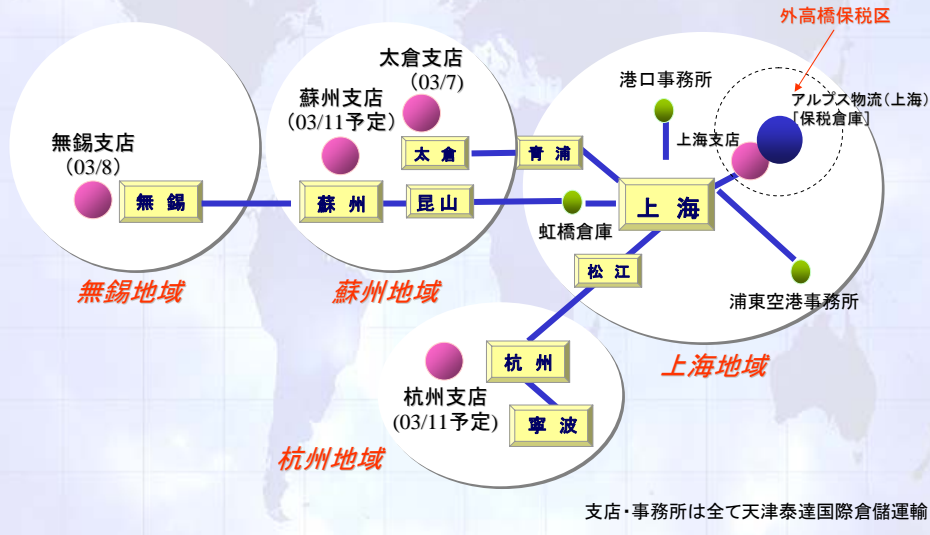 外高橋保税区
太倉支店
（03/7)
港口事務所
アルプス物流（上海）
［保税倉庫］
蘇州支店
（03/11予定）
上海支店
無錫支店
（03/8）
太 倉
青 浦
無 錫
蘇 州
昆 山
上 海
虹橋倉庫
松 江
浦東空港事務所
無錫地域
蘇州地域
杭 州
上海地域
杭州支店
(03/11予定)
寧 波
杭州地域
支店・事務所は全て天津泰達国際倉儲運輸